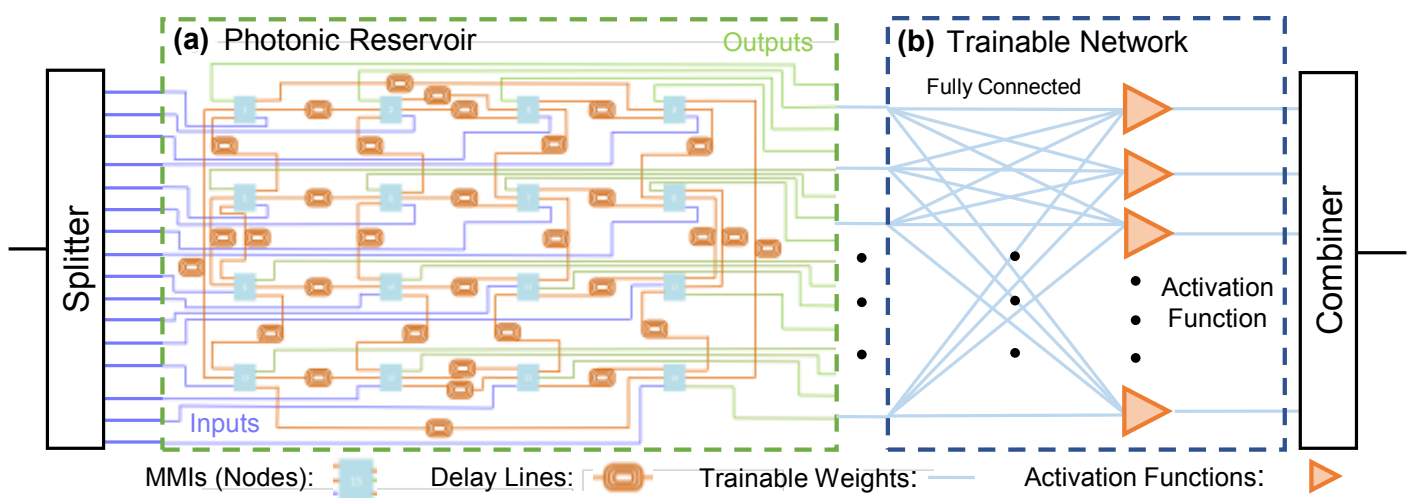 (a) Photonic Reservoir
Outputs
(b) Trainable Network
Fully Connected
Splitter
Inputs
Activation
Function
Combiner
MMIs (Nodes):
15
Delay Lines:
Trainable Weights:
Activation Functions: